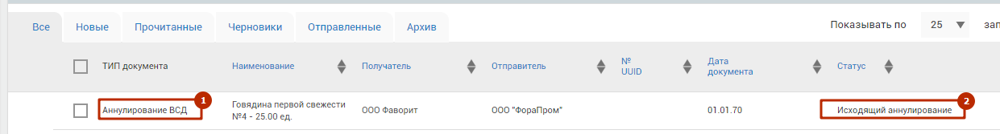 Все Новые Прочитанные Черновики Отправленные Архив Показывать по 25 зап
ТИП документа Наименование Получатель Отправитель № UUID Дата документа Статус
Аннулирование ВСД 1 Говядина первой свежести №4 - 25.00 ед. ООО Фаворит ООО "ФораПром" 01.01.70 Исходящий аннулирование 2